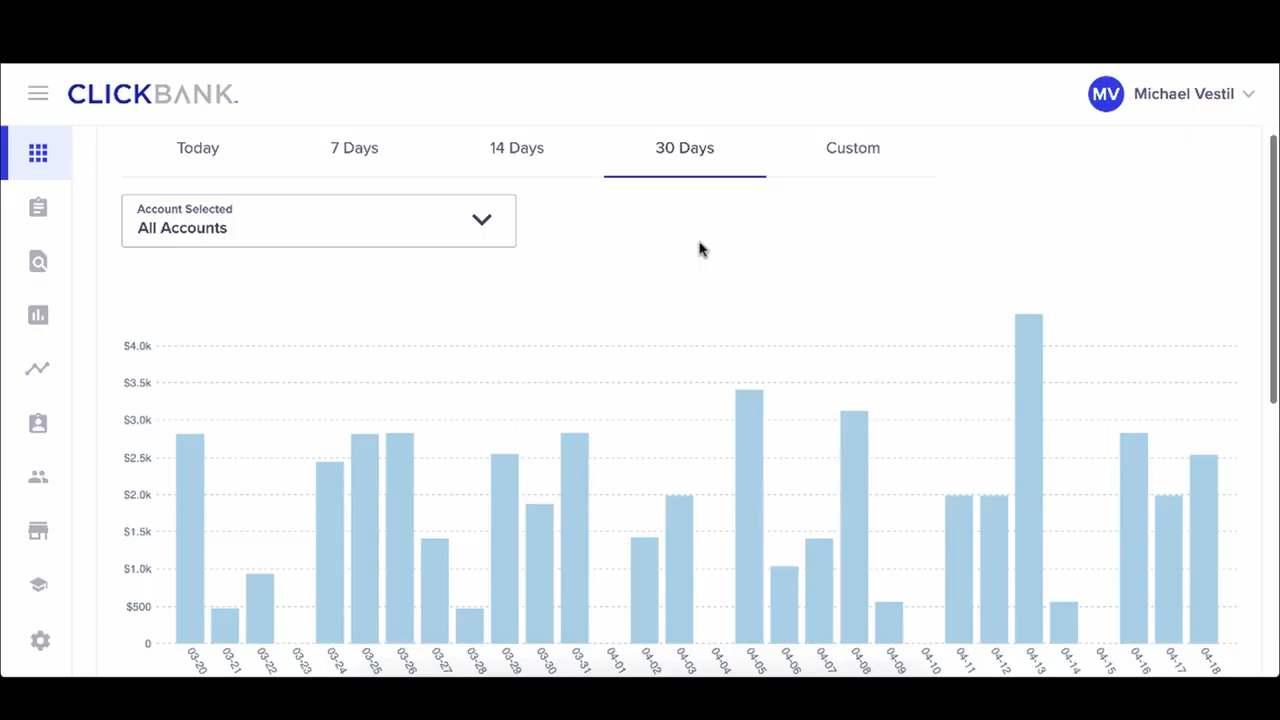 CLICKBANK
MV
Michael Vestil
Today
7 Days
14 Days
30 Days
Custom
Account Selected
All Accounts
$4.0k
$3.5k
$3.0k
$2.5k
$2.0k
$1.5k
$1.0k
$500
0
03-20
03-21
03-22
03-23
03-24
03-25
03-26
03-27
03-28
03-29
03-30
03-31
04-01
04-02
04-03
04-04
04-05
04-06
04-07
04-08
04-09
04-10
04-11
04-12
04-13
04-14
04-15
04-16
04-17
04-18